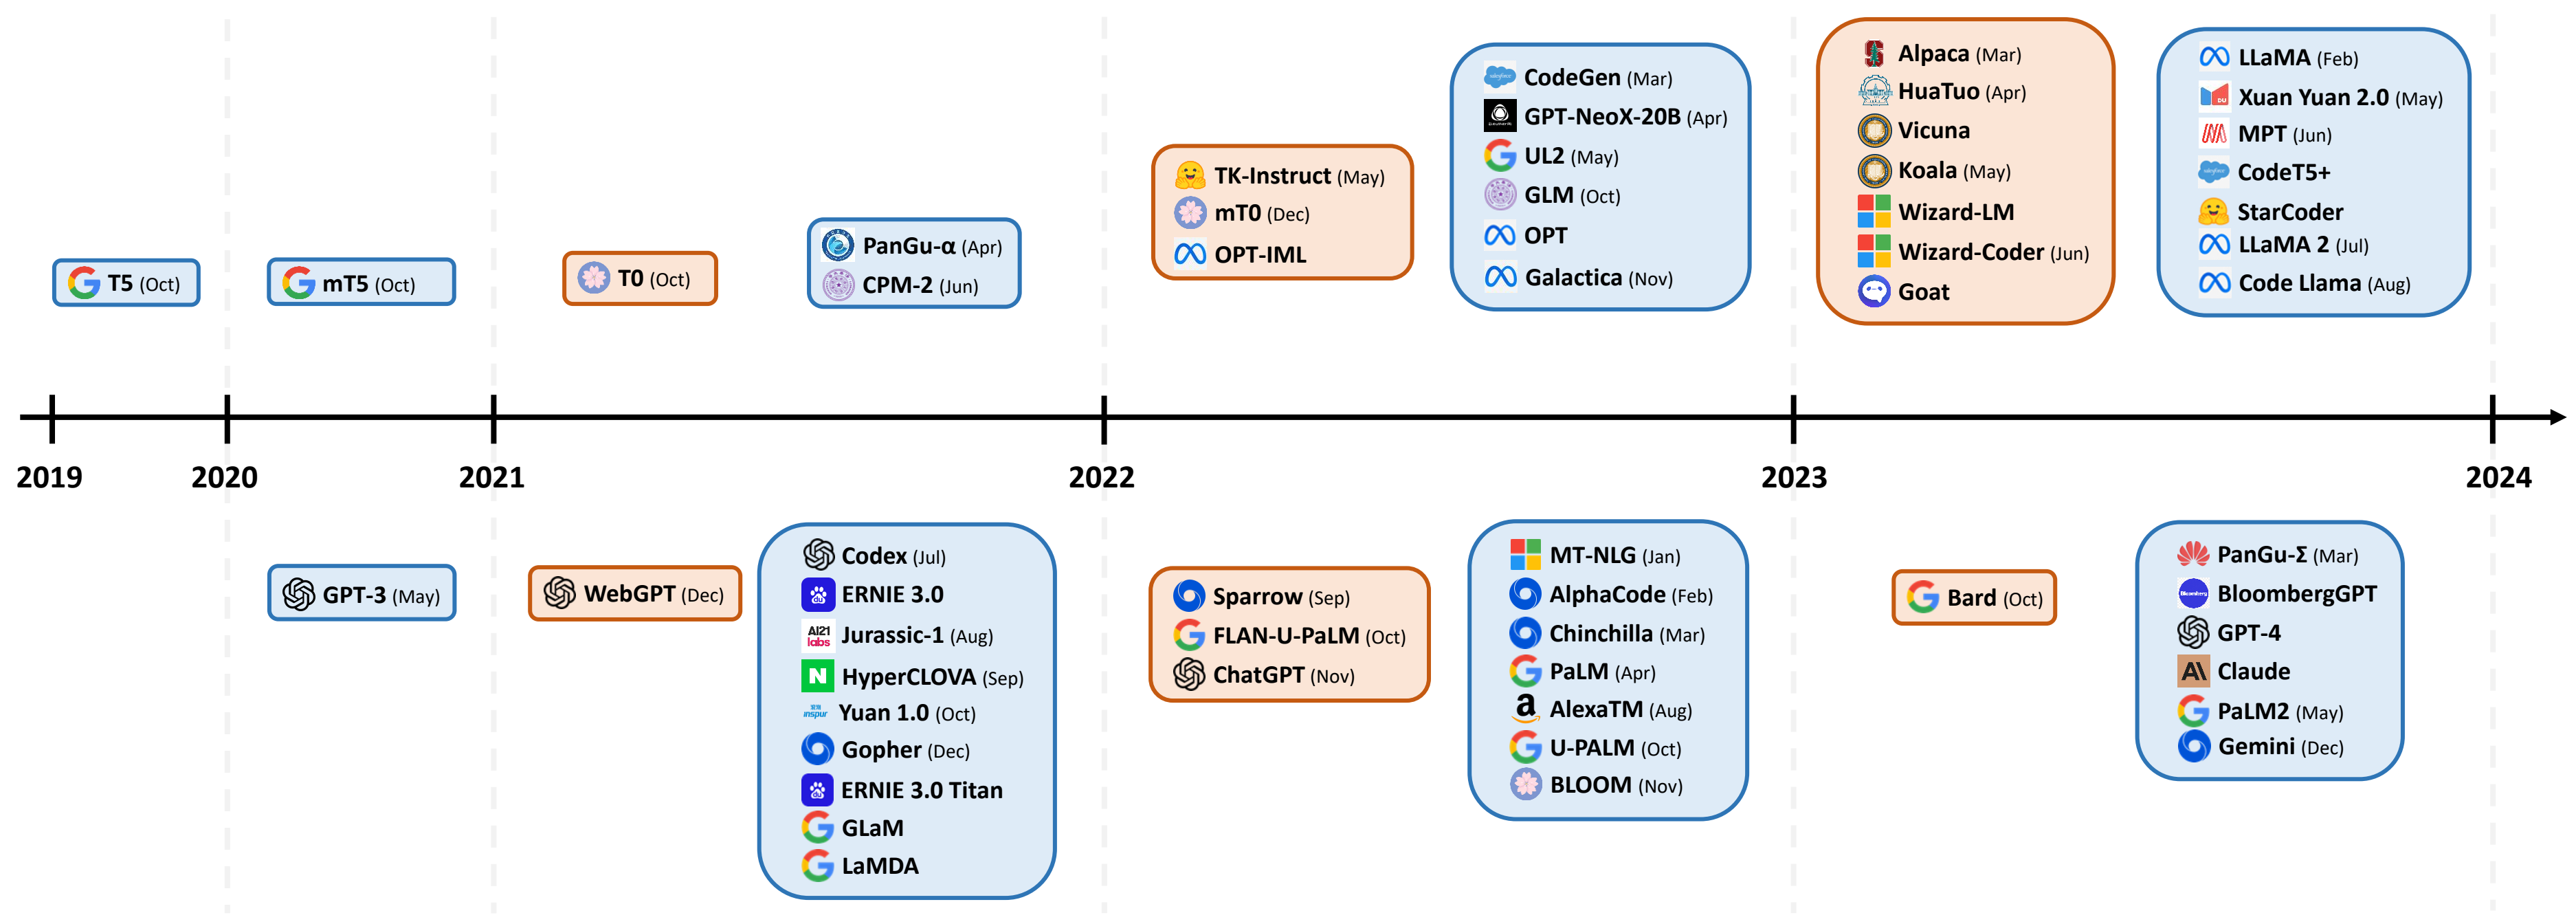 T5 (Oct)
mT5 (Oct)
T0 (Oct)
PanGu-α (Apr)
CPM-2 (Jun)
TK-Instruct (May)
mT0 (Dec)
OPT-IML
CodeGen (Mar)
GPT-NeoX-20B (Apr)
UL2 (May)
GLM (Oct)
OPT
Galactica (Nov)
Alpaca (Mar)
HuaTuo (Apr)
Vicuna
Koala (May)
Wizard-LM
Wizard-Coder (Jun)
Goat
LLaMA (Feb)
Xuan Yuan 2.0 (May)
DU
MPT (Jun)
CodeT5+
StarCoder
LLaMA 2 (Jul)
Code Llama (Aug)
2019
2020
2021
2022
2023
2024
GPT-3 (May)
WebGPT (Dec)
Codex (Jul)
ERNIE 3.0
AI21 labs
Jurassic-1 (Aug)
N
HyperCLOVA (Sep)
inspur
Yuan 1.0 (Oct)
Gopher (Dec)
ERNIE 3.0 Titan
GLaM
LaMDA
Sparrow (Sep)
FLAN-U-PaLM (Oct)
ChatGPT (Nov)
MT-NLG (Jan)
AlphaCode (Feb)
Chinchilla (Mar)
PaLM (Apr)
a
AlexaTM (Aug)
U-PALM (Oct)
BLOOM (Nov)
Bard (Oct)
PanGu-Σ (Mar)
Bloomberg
BloombergGPT
GPT-4
Claude
PaLM2 (May)
Gemini (Dec)